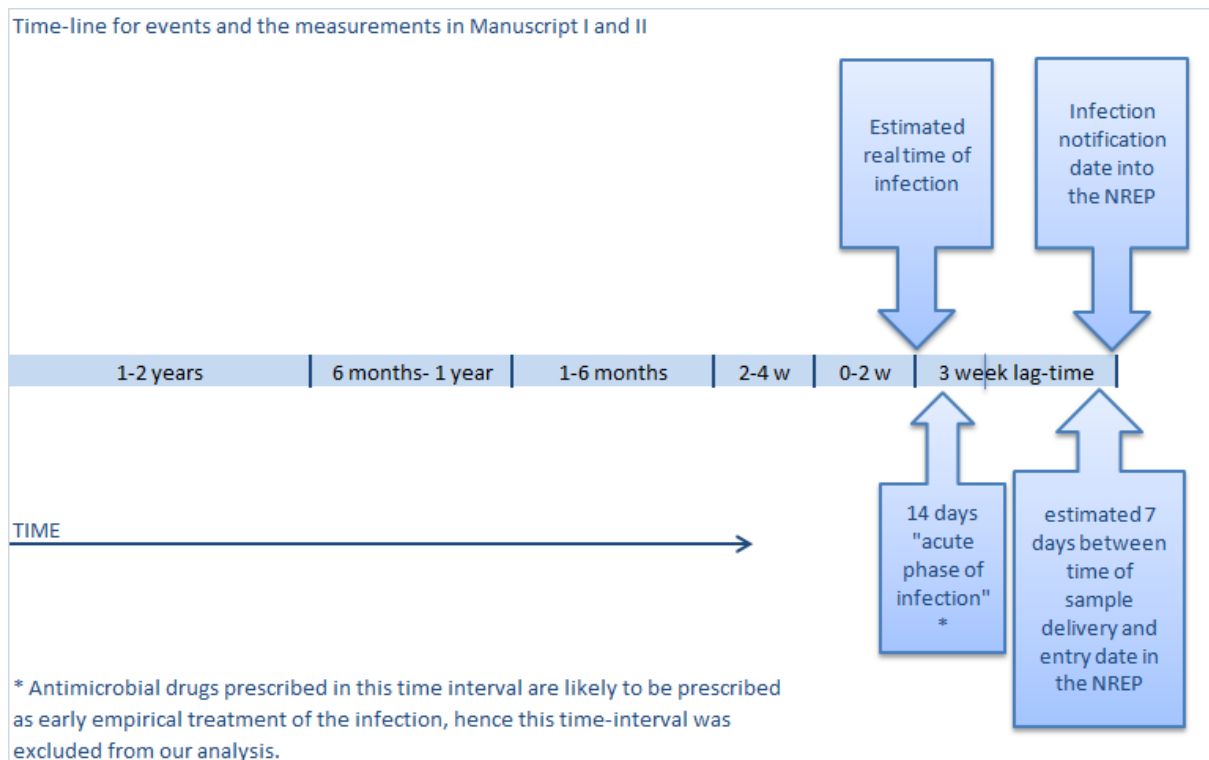 Time-line for events and the measurements in Manuscript I and II
Estimated
real time of
infection
Infection
notification
date into
the NREP
1-2 years
6 months- 1 year
1-6 months
2-4 w
0-2 w
3 week lag-time
14 days
"acute
phase of
infection"
*
estimated 7
days between
time of
sample
delivery and
entry date in
the NREP
TIME
* Antimicrobial drugs prescribed in this time interval are likely to be prescribed
as early empirical treatment of the infection, hence this time-interval was
excluded from our analysis.